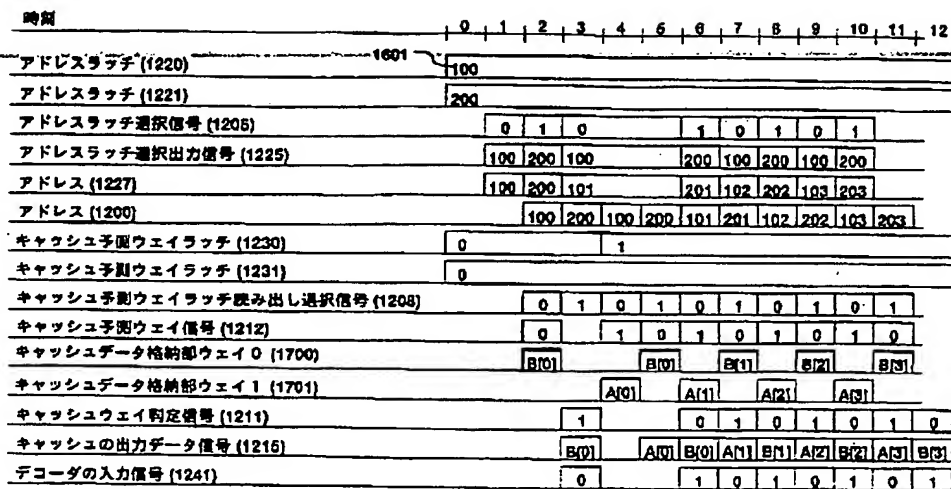 時刻 0 1 2 3 4 5 6 7 8 9 10 11 12
1601
アドレスラッチ (1220) 100
アドレスラッチ (1221) 200
アドレスラッチ選択信号 (1205) 0 1 0 1 0 1 0 1
アドレスラッチ選択出力信号 (1225) 100 200 100 200 100 200 100 200
アドレス (1227) 100 200 101 201 102 202 103 203
アドレス (1200) 100 200 100 200 101 201 102 202 103 203
キャッシュ予測ウェイラッチ (1230) 0 1
キャッシュ予測ウェイラッチ (1231) 0
キャッシュ予測ウェイラッチ読み出し選択信号 (1208) 0 1 0 1 0 1 0 1 0 1
キャッシュ予測ウェイ信号 (1212) 0 1 0 1 0 1 0 1 0
キャッシュデータ格納部ウェイ0 (1700) B[0] B[0] B[1] B[2] B[3]
キャッシュデータ格納部ウェイ1 (1701) A[0] A[1] A[2] A[3]
キャッシュウェイ判定信号 (1211) 1 0 1 0 1 0 1 0
キャッシュの出力データ信号 (1215) B[0] A[0] B[0] A[1] B[1] A[2] B[2] A[3] B[3]
デコーダの入力信号 (1241) 0 1 0 1 0 1 0 1